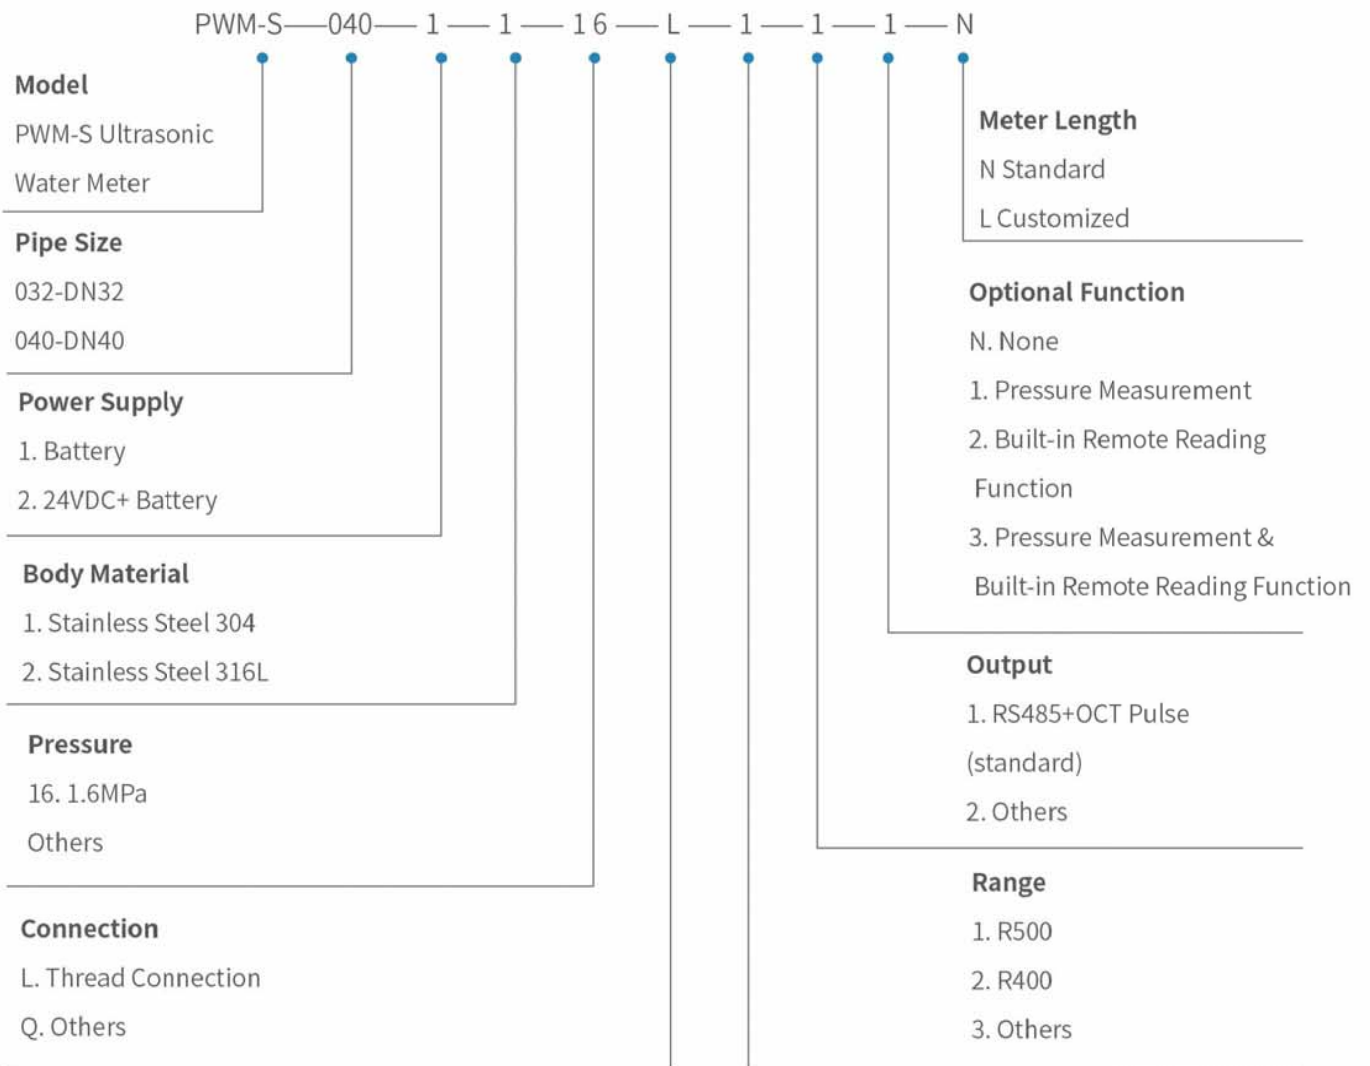 PWM-S—040—1—1—16—L—1—1—1—N
Model
PWM-S Ultrasonic
Water Meter
Pipe Size
032-DN32
040-DN40
Power Supply
1. Battery
2. 24VDC+ Battery
Body Material
1. Stainless Steel 304
2. Stainless Steel 316L
Pressure
16. 1.6MPa
Others
Connection
L. Thread Connection
Q. Others
Meter Length
N Standard
L Customized
Optional Function
N. None
1. Pressure Measurement
2. Built-in Remote Reading
Function
3. Pressure Measurement &
Built-in Remote Reading Function
Output
1. RS485+OCT Pulse
(standard)
2. Others
Range
1. R500
2. R400
3. Others